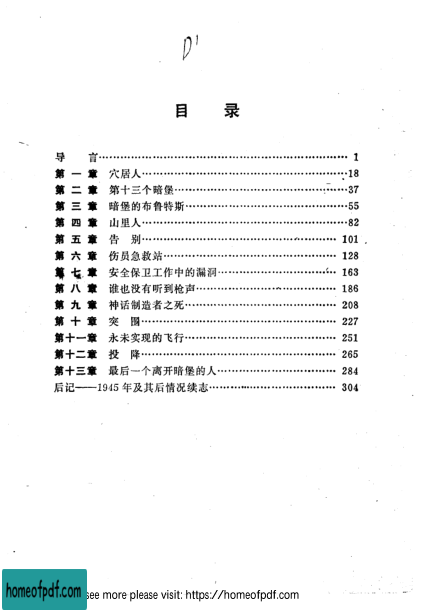 D'
目 录
导 言……………………………………………… 1
第 一 章 穴居人………………………………………18
第 二 章 第十三个暗堡………………………………37
第 三 章 暗堡的布鲁特斯……………………………55
第 四 章 山里人………………………………………82
第 五 章 告 别……………………………………… 101
第 六 章 伤员急救站………………………………… 128
第 七 章 安全保卫工作中的漏洞…………………… 163
第 八 章 谁也没有听到枪声………………………… 186
第 九 章 神话制造者之死…………………………… 208
第 十 章 突 围……………………………………… 227
第十一章 永未实现的飞行…………………………… 251
第十二章 投 降……………………………………… 265
第十三章 最后一个离开暗堡的人…………………… 284
后记——1945年及其后情况续志…………………… 304
homeofpdf.com
see more please visit: https://homeofpdf.com